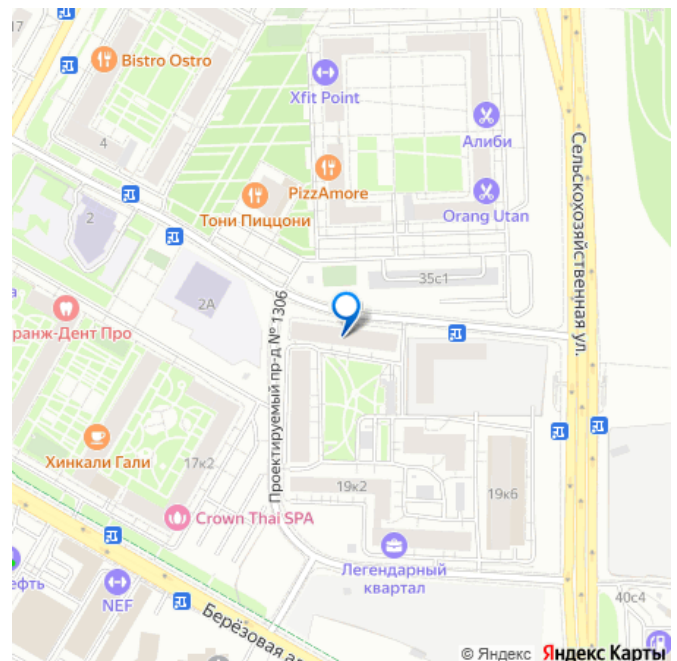 17
Bistro Ostro
Xfit Point
4
Алиби
PizzAmore
2
Тони Пиццони
Orang Utan
Сельскохозяйственная ул.
35с1
2А
а
ранж-Дент Про
Проектируемый пр-д № 1306
Хинкали Гали
17к2
19к2
19к6
Crown Thai SPA
Легендарный
квартал
ефть
NEF
Берёзовая ал
40с4
© Яндекс Яндекс Карты